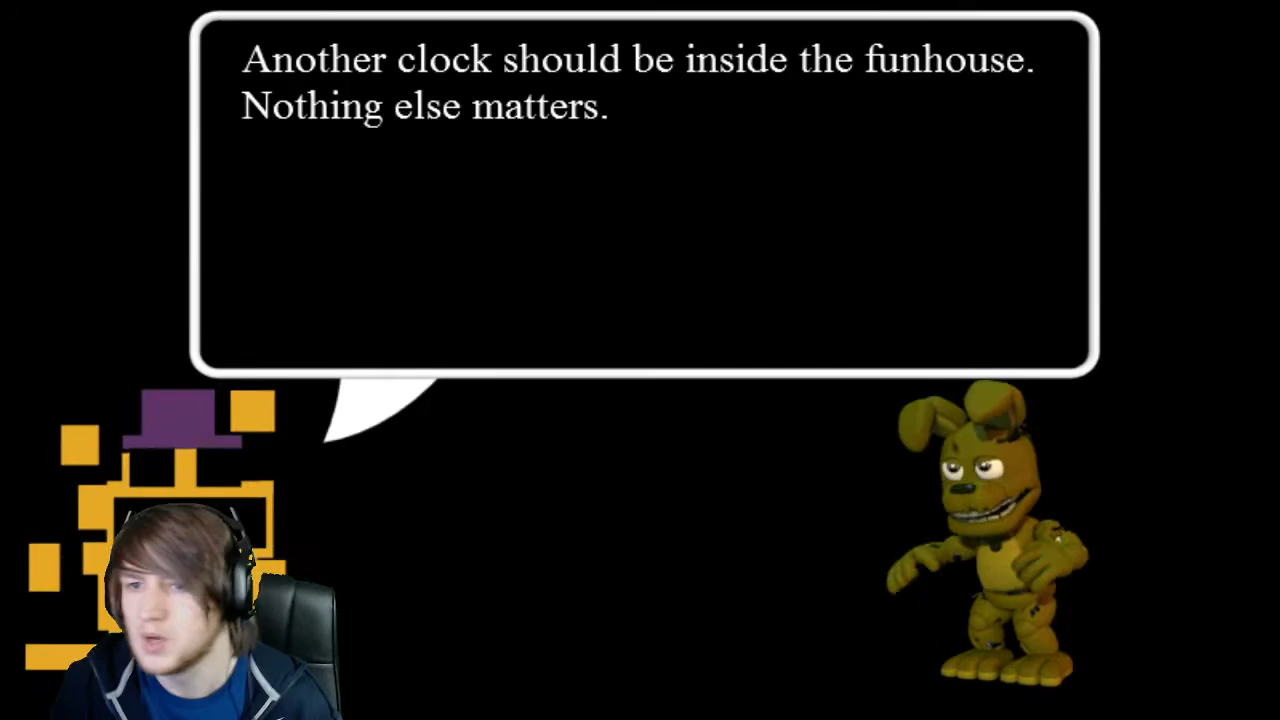 Another clock should be inside the funhouse.
Nothing else matters.